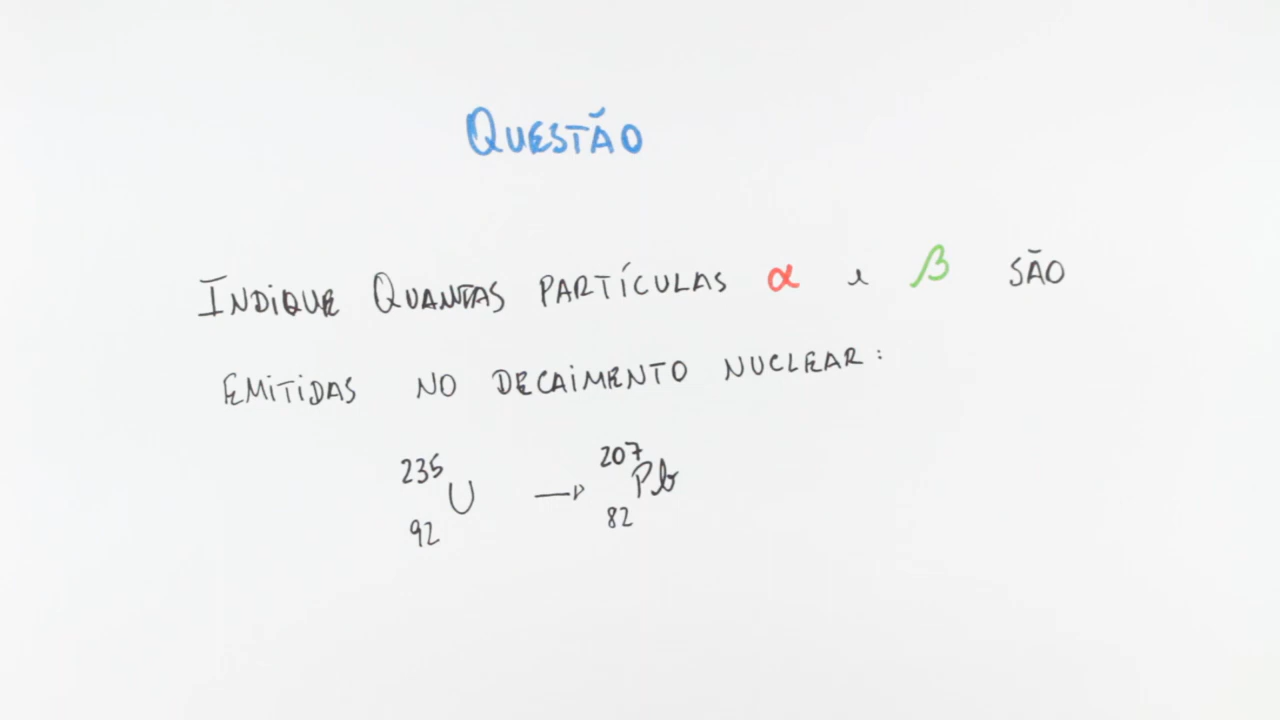 QUESTÃO
INDIQUE QUANTAS PARTÍCULAS α e β SÃO
EMITIDAS NO DECAIMENTO NUCLEAR:
235 207
U → Pb
92 82